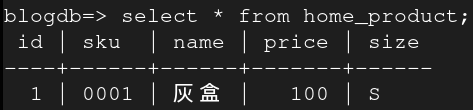 blogdb=> select * from home_product;
 id | sku  | name | price | size
----+------+------+-------+------
  1 | 0001 | 灰盒 |   100 | S